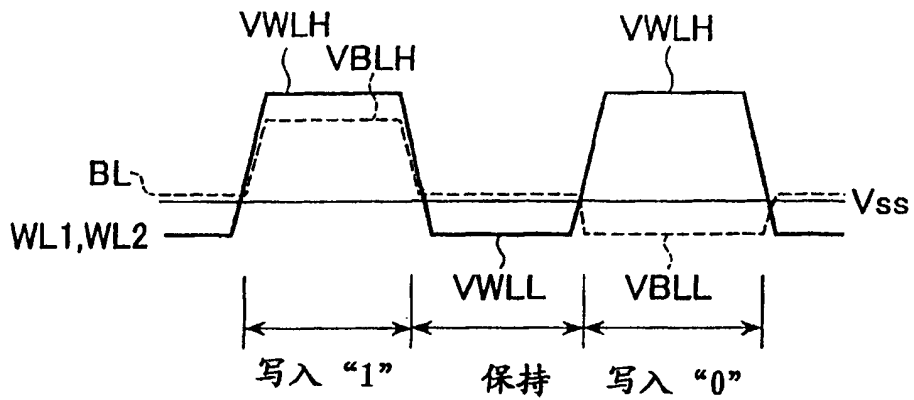 VWLH
VBLH
VWLH
BL
Vss
WL1,WL2
VWLL
VBLL
写入“1”
保持
写入“0”